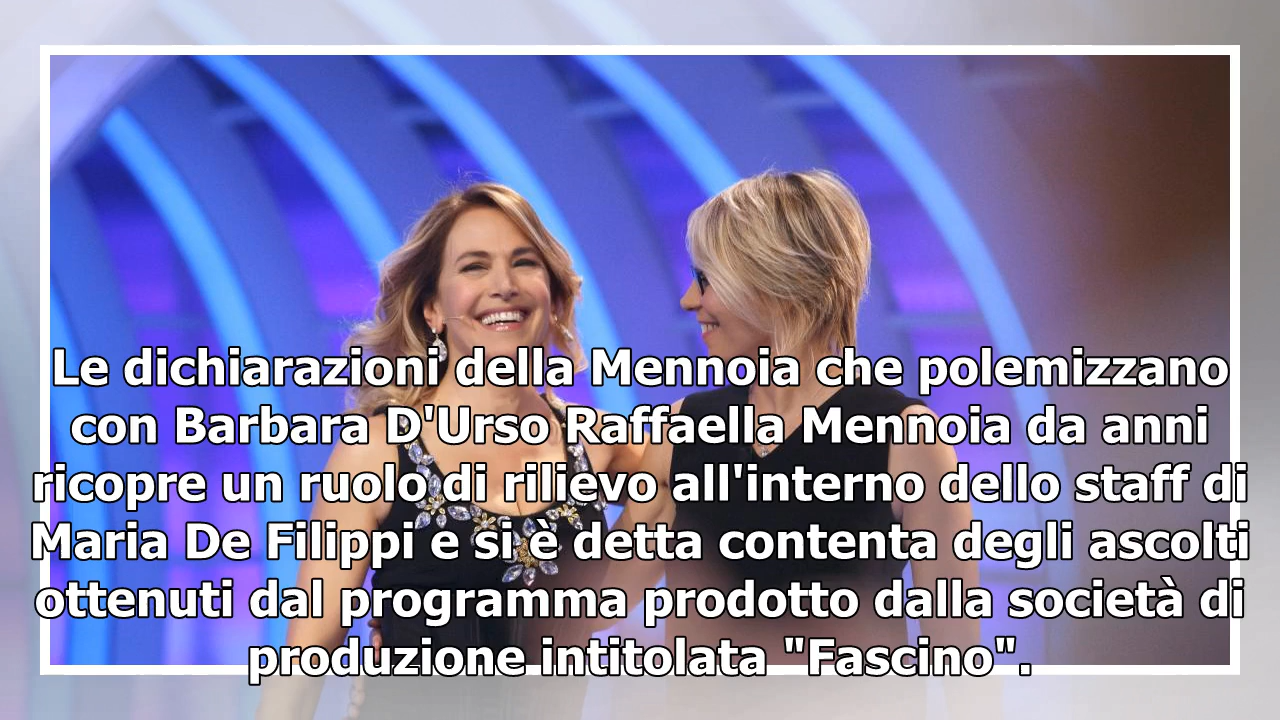 Le dichiarazioni della Mennoia che polemizzano
con Barbara D'Urso Raffaella Mennoia da anni
ricopre un ruolo di rilievo all'interno dello staff di
Maria De Filippi e si è detta contenta degli ascolti
ottenuti dal programma prodotto dalla società di
produzione intitolata "Fascino".